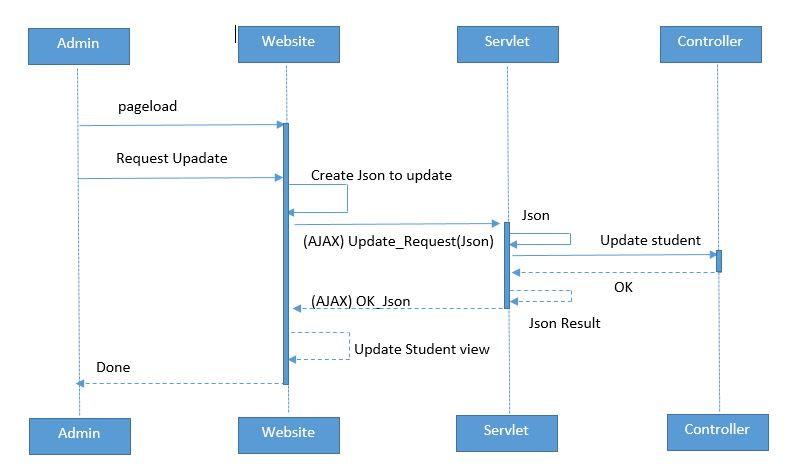 Admin
Website
Servlet
Controller
pageload
Request Upadate
Create Json to update
Json
(AJAX) Update_Request(Json)
Update student
OK
(AJAX) OK_Json
Json Result
Update Student view
Done
Admin
Website
Servlet
Controller